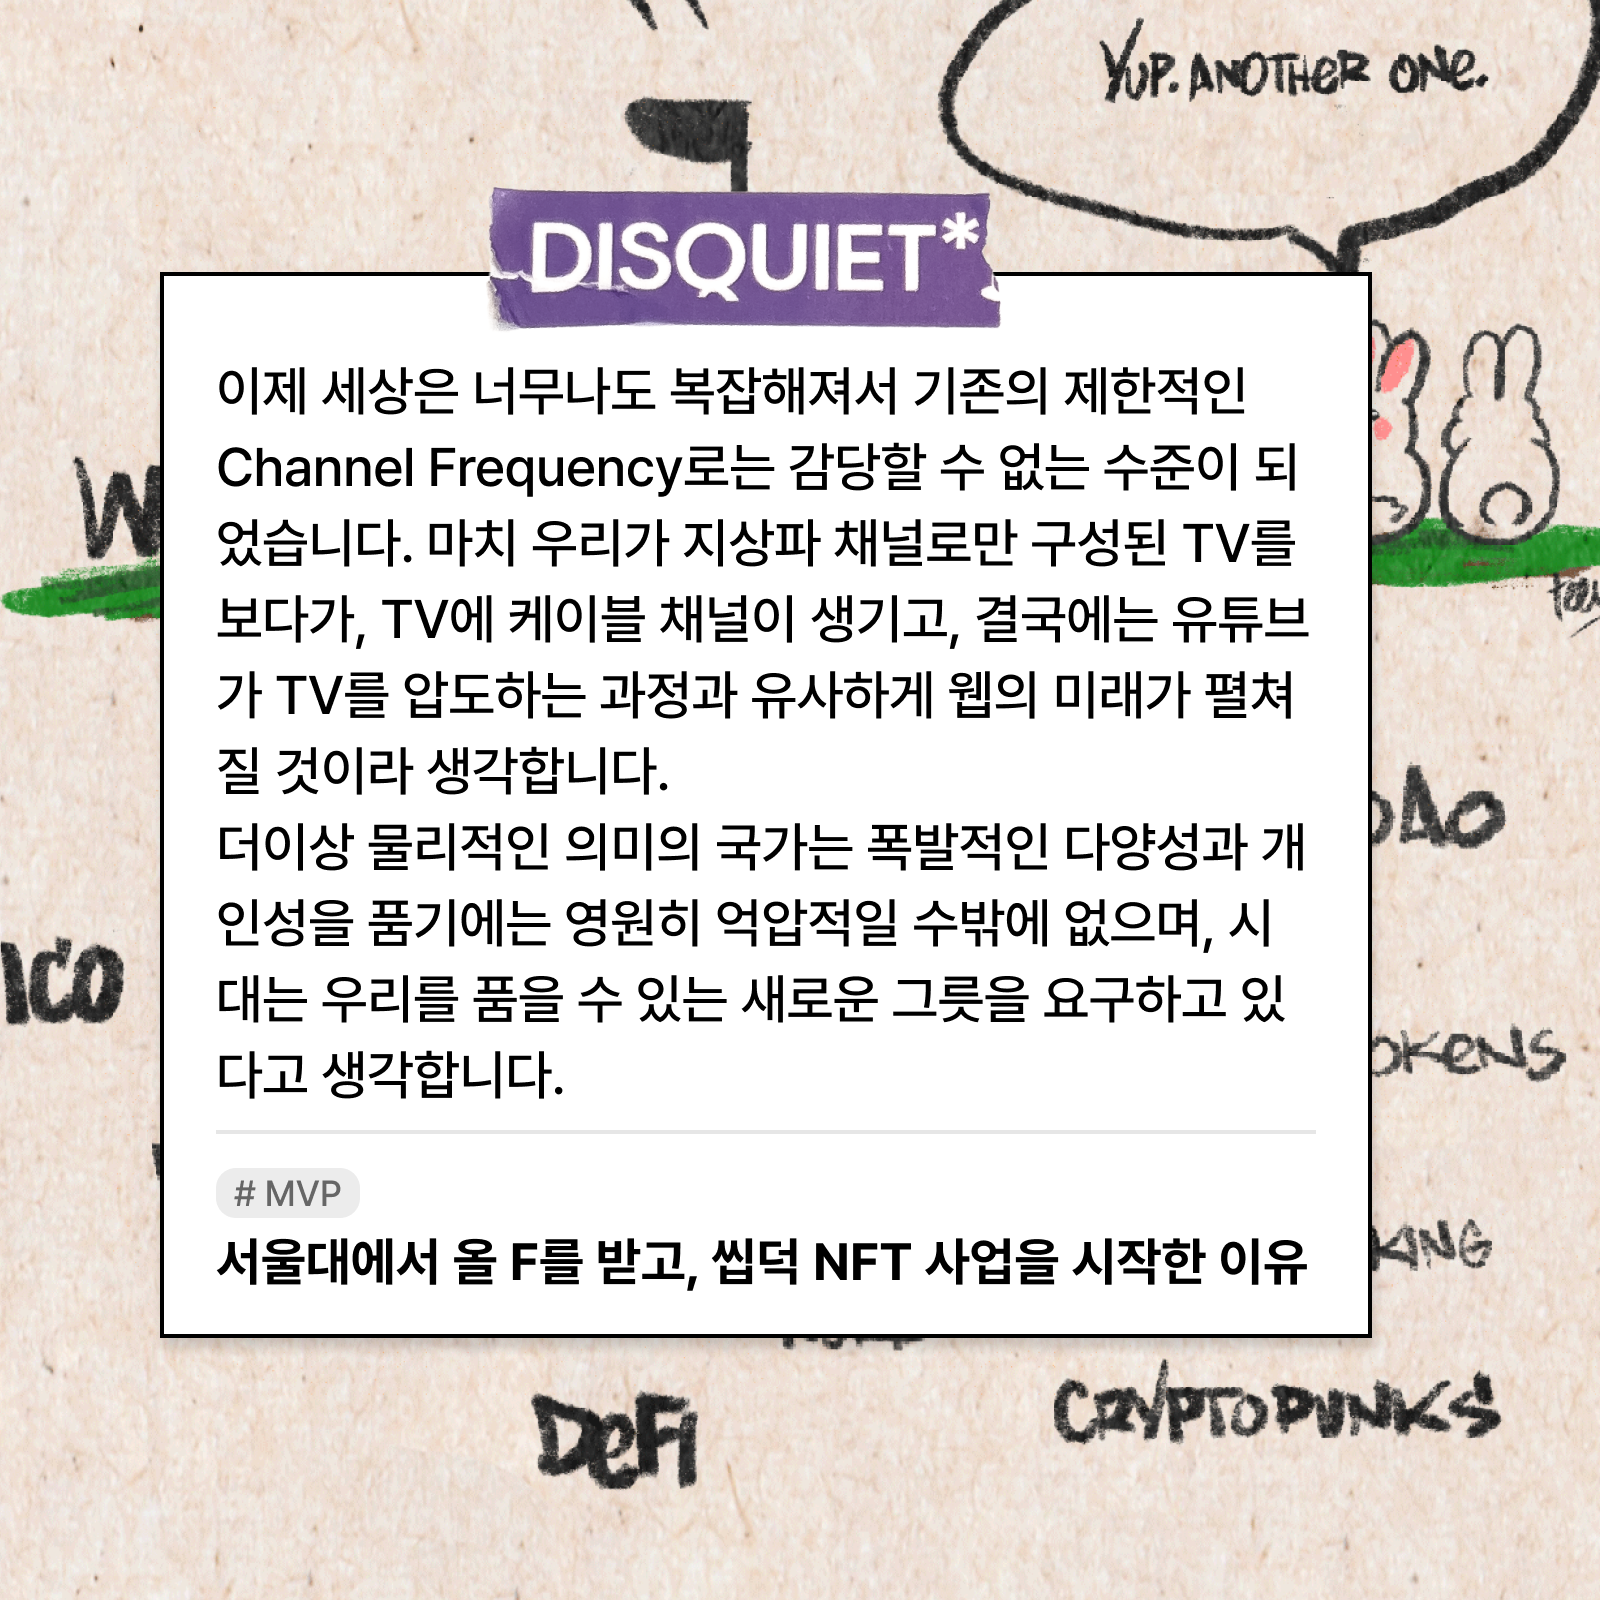 YUP. ANOTHER ONE.
DISQUIET*
이제 세상은 너무나도 복잡해져서 기존의 제한적인
Channel Frequency로는 감당할 수 없는 수준이 되
었습니다. 마치 우리가 지상파 채널로만 구성된 TV를
보다가, TV에 케이블 채널이 생기고, 결국에는 유튜브
가 TV를 압도하는 과정과 유사하게 웹의 미래가 펼쳐
질 것이라 생각합니다.
더이상 물리적인 의미의 국가는 폭발적인 다양성과 개
인성을 품기에는 영원히 억압적일 수밖에 없으며, 시
대는 우리를 품을 수 있는 새로운 그릇을 요구하고 있
다고 생각합니다.
# MVP
서울대에서 올 F를 받고, 씹덕 NFT 사업을 시작한 이유
W
DAO
ICO
OKENS
KING
DeFi
CRYPTOPUNKS